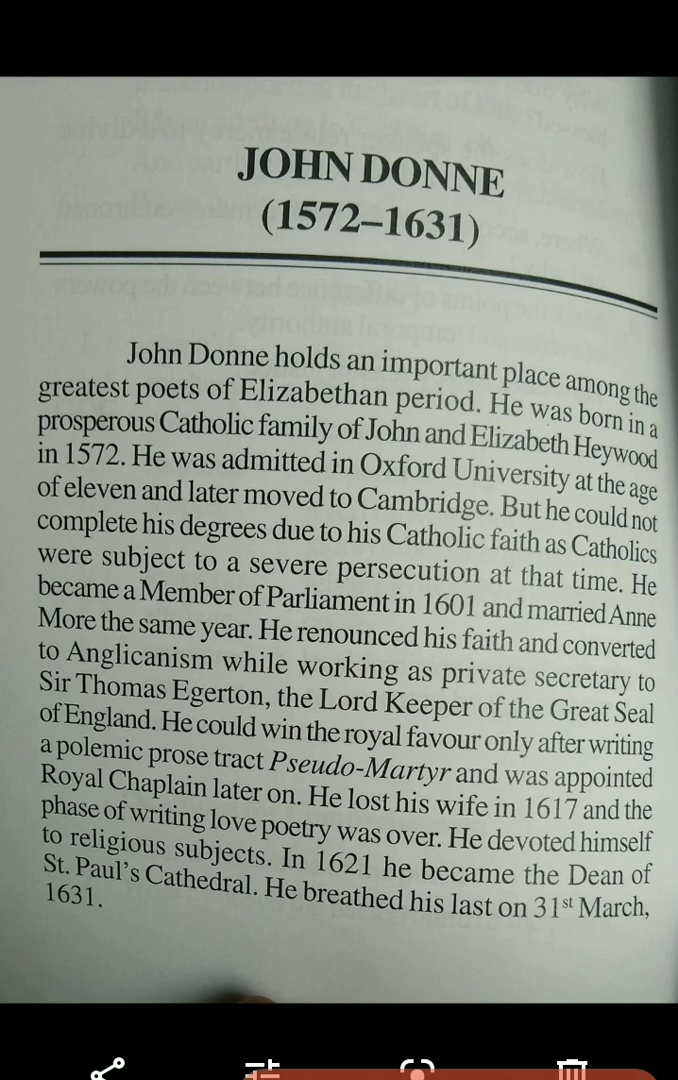 JOHN DONNE
(1572–1631)
John Donne holds an important place among the
greatest poets of Elizabethan period. He was born in a
prosperous Catholic family of John and Elizabeth Heywood
in 1572. He was admitted in Oxford University at the age
of eleven and later moved to Cambridge. But he could not
complete his degrees due to his Catholic faith as Catholics
were subject to a severe persecution at that time. He
became a Member of Parliament in 1601 and married Anne
More the same year. He renounced his faith and converted
to Anglicanism while working as private secretary to
Sir Thomas Egerton, the Lord Keeper of the Great Seal
of England. He could win the royal favour only after writing
a polemic prose tract Pseudo-Martyr and was appointed
Royal Chaplain later on. He lost his wife in 1617 and the
phase of writing love poetry was over. He devoted himself
to religious subjects. In 1621 he became the Dean of
St. Paul's Cathedral. He breathed his last on 31st March,
1631.